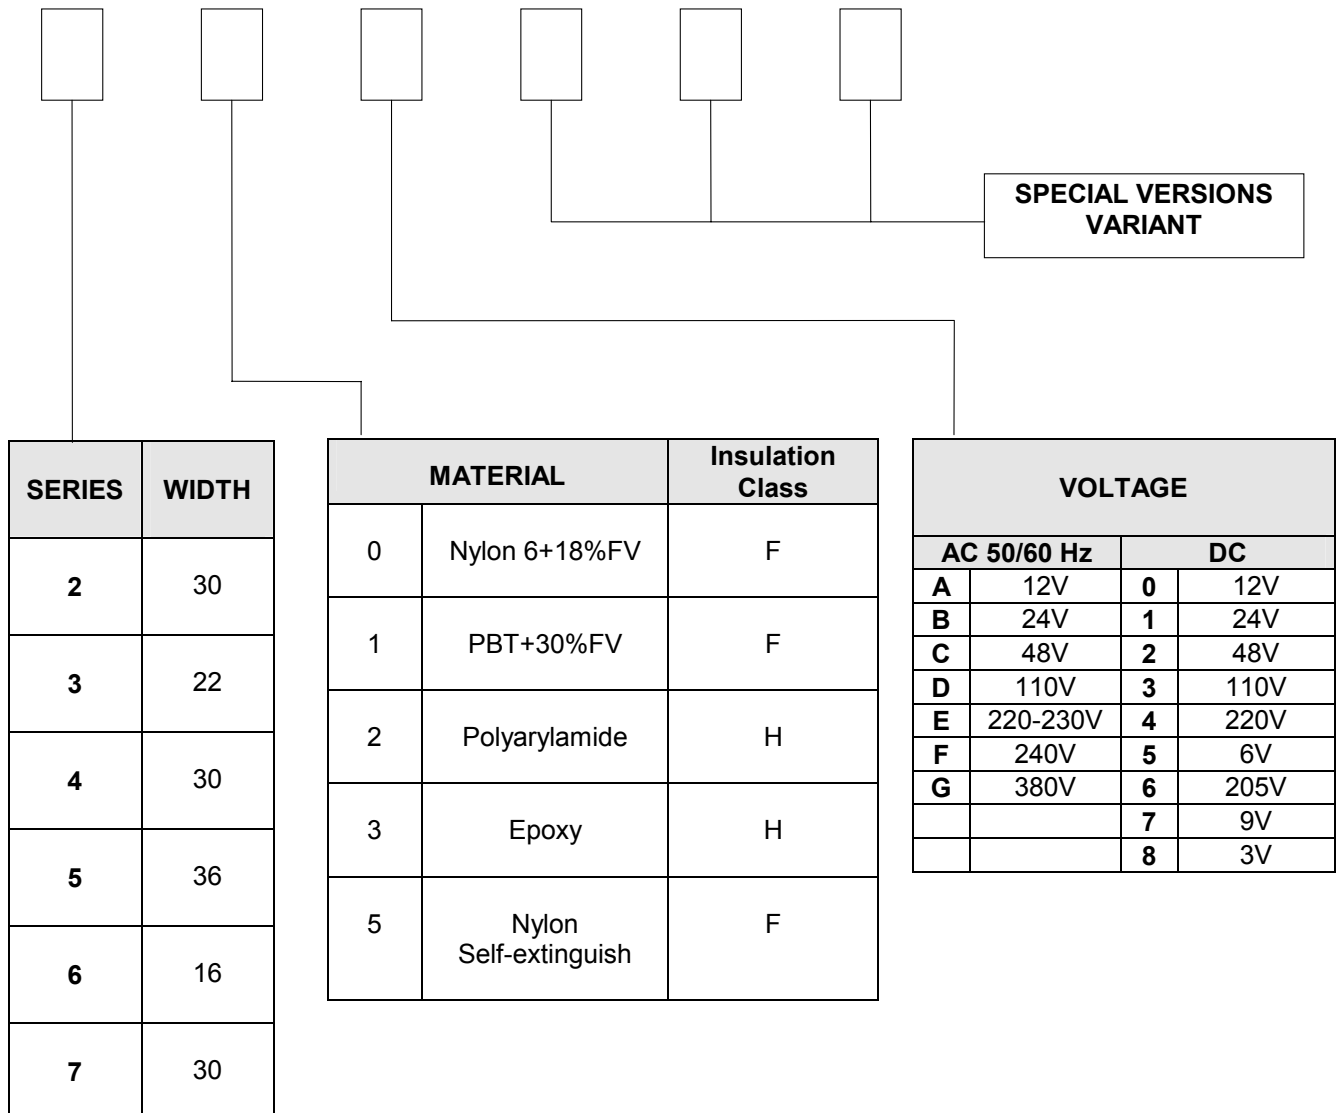 SPECIAL VERSIONS
VARIANT
SERIES WIDTH
2 30
3 22
4 30
5 36
6 16
7 30
MATERIAL Insulation
Class
0 Nylon 6+18%FV F
1 PBT+30%FV F
2 Polyarylamide H
3 Epoxy H
5 Nylon F
Self-extinguish
VOLTAGE
AC 50/60 Hz DC
A 12V 0 12V
B 24V 1 24V
C 48V 2 48V
D 110V 3 110V
E 220-230V 4 220V
F 240V 5 6V
G 380V 6 205V
7 9V
8 3V